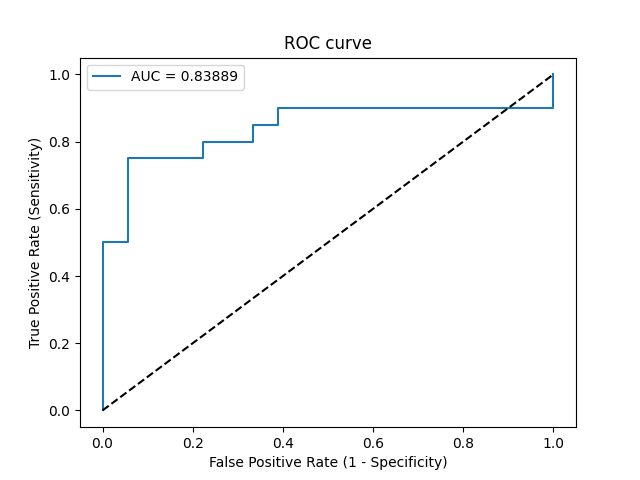 ROC curve
AUC = 0.83889
True Positive Rate (Sensitivity)
1.0
0.8
0.6
0.4
0.2
0.0
0.0 0.2 0.4 0.6 0.8 1.0
False Positive Rate (1 - Specificity)